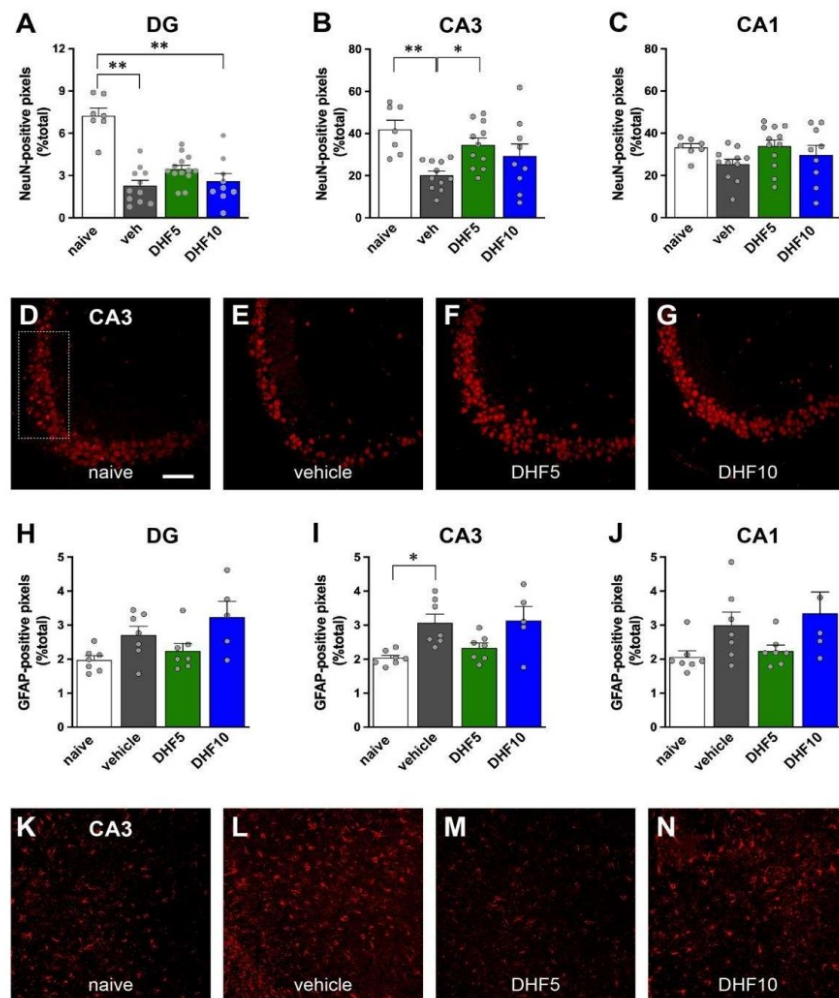 A DG
NeuN-positive pixels
(%total)
12
9
6
3
0
**
**
naive veh DHF5 DHF10
B CA3
NeuN-positive pixels
(%total)
80
60
40
20
0
** *
naive veh DHF5 DHF10
C CA1
NeuN-positive pixels
(%total)
80
60
40
20
0
naive veh DHF5 DHF10
D CA3
naive
E
vehicle
F
DHF5
G
DHF10
H DG
GFAP-positive pixels
(%total)
5
4
3
2
1
0
naive vehicle DHF5 DHF10
I CA3
GFAP-positive pixels
(%total)
5
4
3
2
1
0
*
naive vehicle DHF5 DHF10
J CA1
GFAP-positive pixels
(%total)
5
4
3
2
1
0
naive vehicle DHF5 DHF10
K CA3
naive
L
vehicle
M
DHF5
N
DHF10